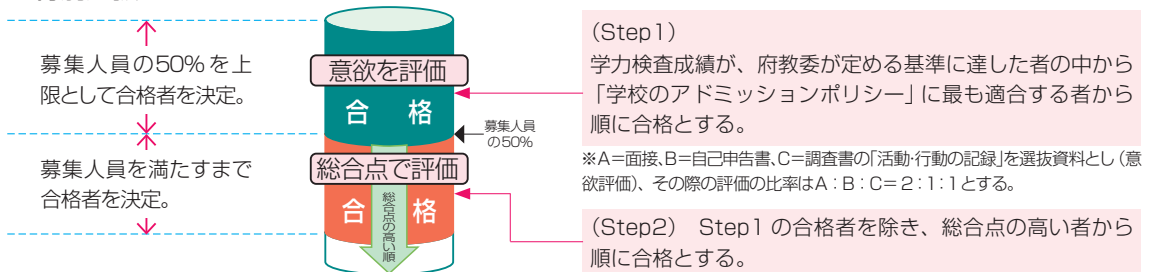 募集人員の50%を上
限として合格者を決定。
募集人員を満たすまで
合格者を決定。
意欲を評価
合 格
募集人員
の50%
総合点で評価
合 格
総合点の高い順
(Step1)
学力検査成績が、府教委が定める基準に達した者の中から
「学校のアドミッションポリシー」に最も適合する者から
順に合格とする。
※A=面接、B=自己申告書、C=調査書の「活動・行動の記録」を選抜資料とし(意
欲評価)、その際の評価の比率はA:B:C=2:1:1とする。
(Step2) Step1の合格者を除き、総合点の高い者から
順に合格とする。